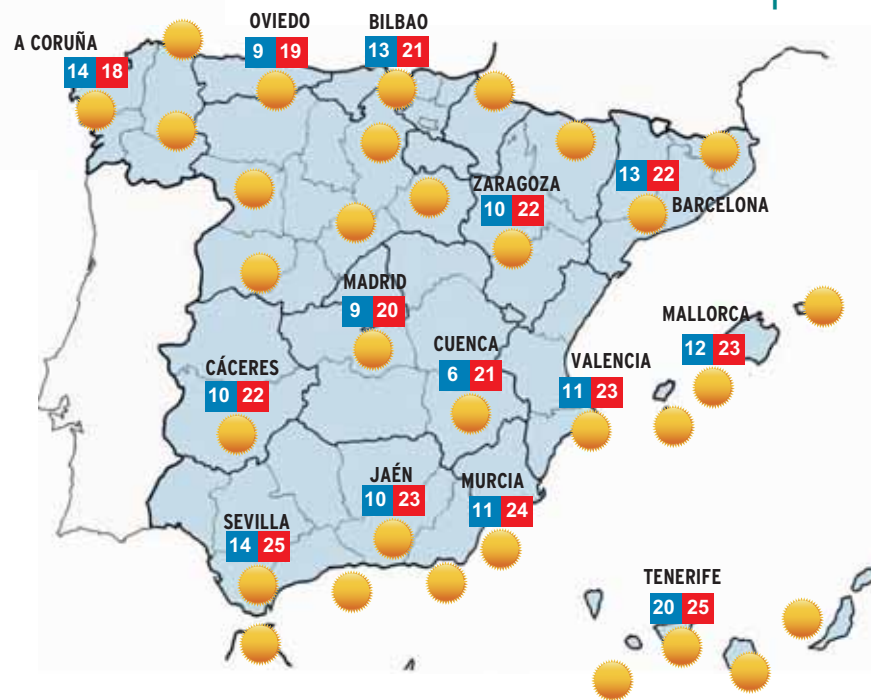 OVIEDO
9 19
BILBAO
13 21
A CORUÑA
14 18
ZARAGOZA
10 22
13 22
BARCELONA
MADRID
9 20
MALLORCA
12 23
CUENCA
6 21
VALENCIA
11 23
CÁCERES
10 22
JAÉN
10 23
MURCIA
11 24
SEVILLA
14 25
TENERIFE
20 25